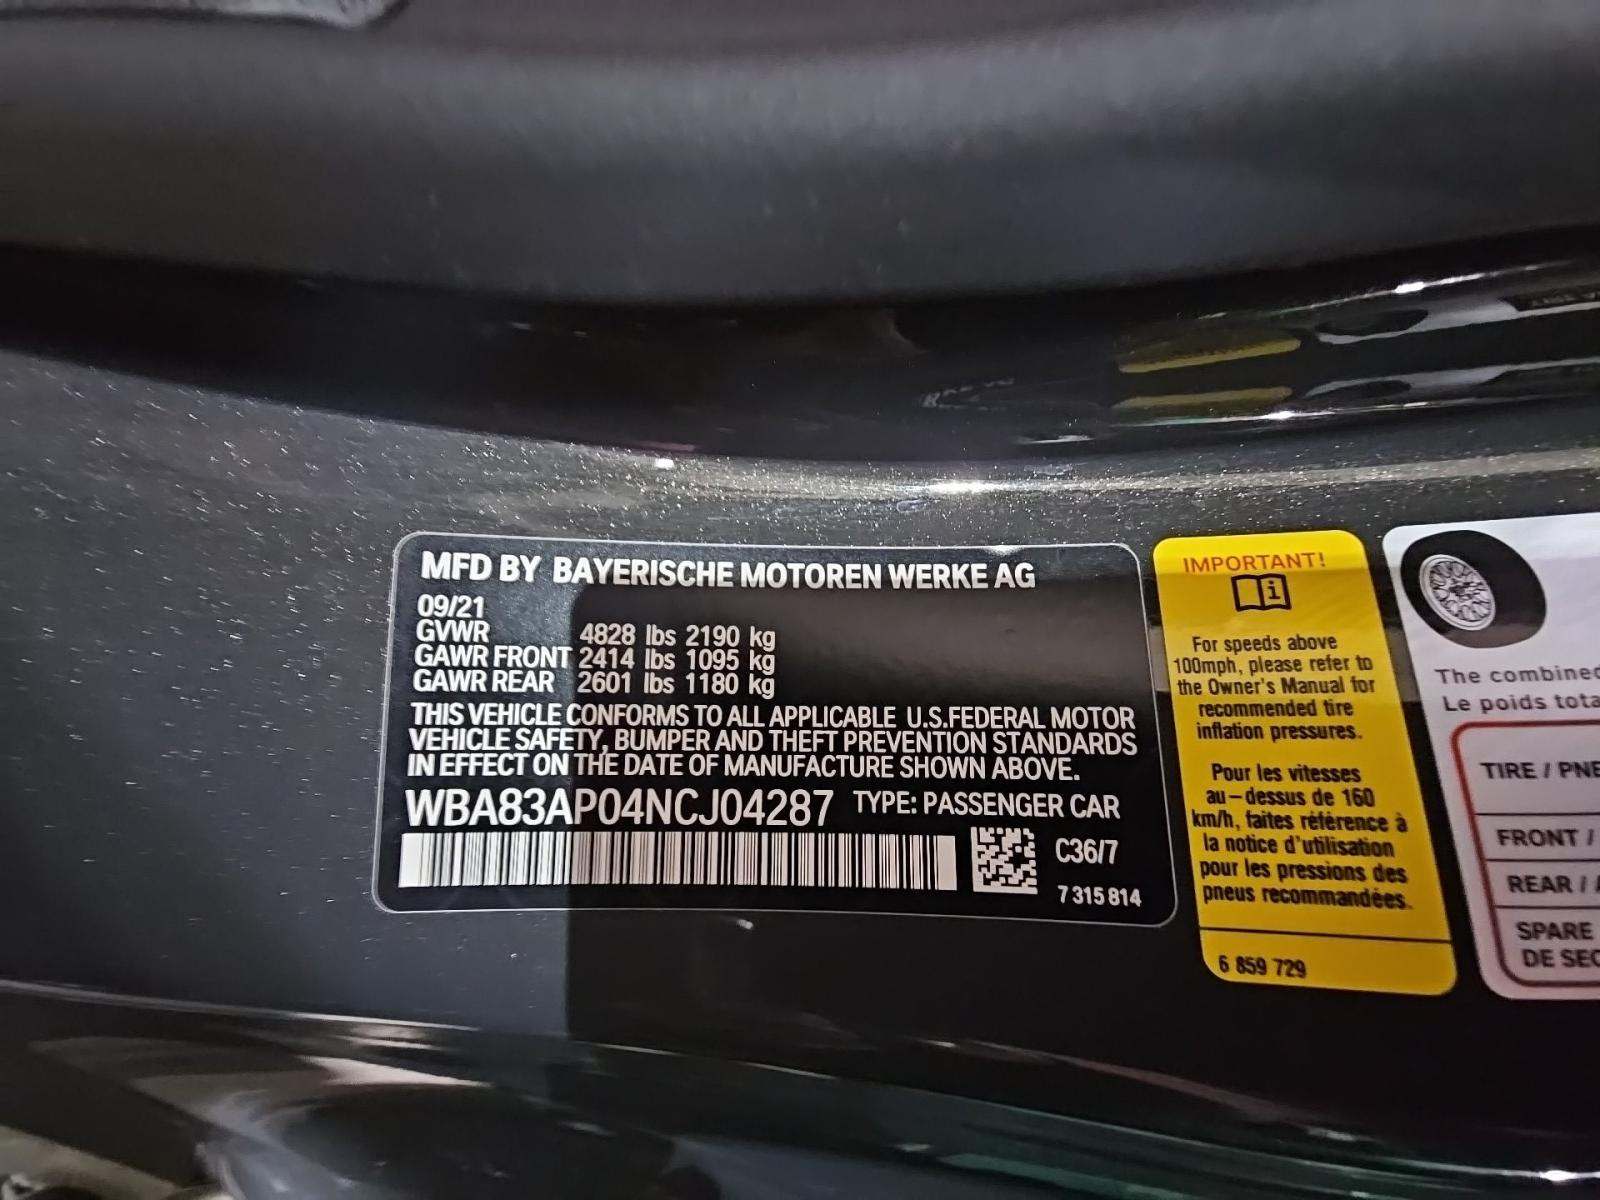 MFD BY BAYERISCHE MOTOREN WERKE AG
09/21
GVWR 4828 lbs 2190 kg
GAWR FRONT 2414 lbs 1095 kg
GAWR REAR 2601 lbs 1180 kg
THIS VEHICLE CONFORMS TO ALL APPLICABLE U.S.FEDERAL MOTOR
VEHICLE SAFETY, BUMPER AND THEFT PREVENTION STANDARDS
IN EFFECT ON THE DATE OF MANUFACTURE SHOWN ABOVE.
WBA83AP04NCJ04287 TYPE: PASSENGER CAR
C36/7
7 315 814
IMPORTANT!
For speeds above
100mph, please refer to
the Owner's Manual for
recommended tire
inflation pressures.
Pour les vitesses
au-dessus de 160
km/h, faites référence à
la notice d'utilisation
pour les pressions des
pneus recommandées.
6 859 729
The combined
Le poids tota
TIRE / PNE
FRONT /
REAR / A
SPARE
DE SEC